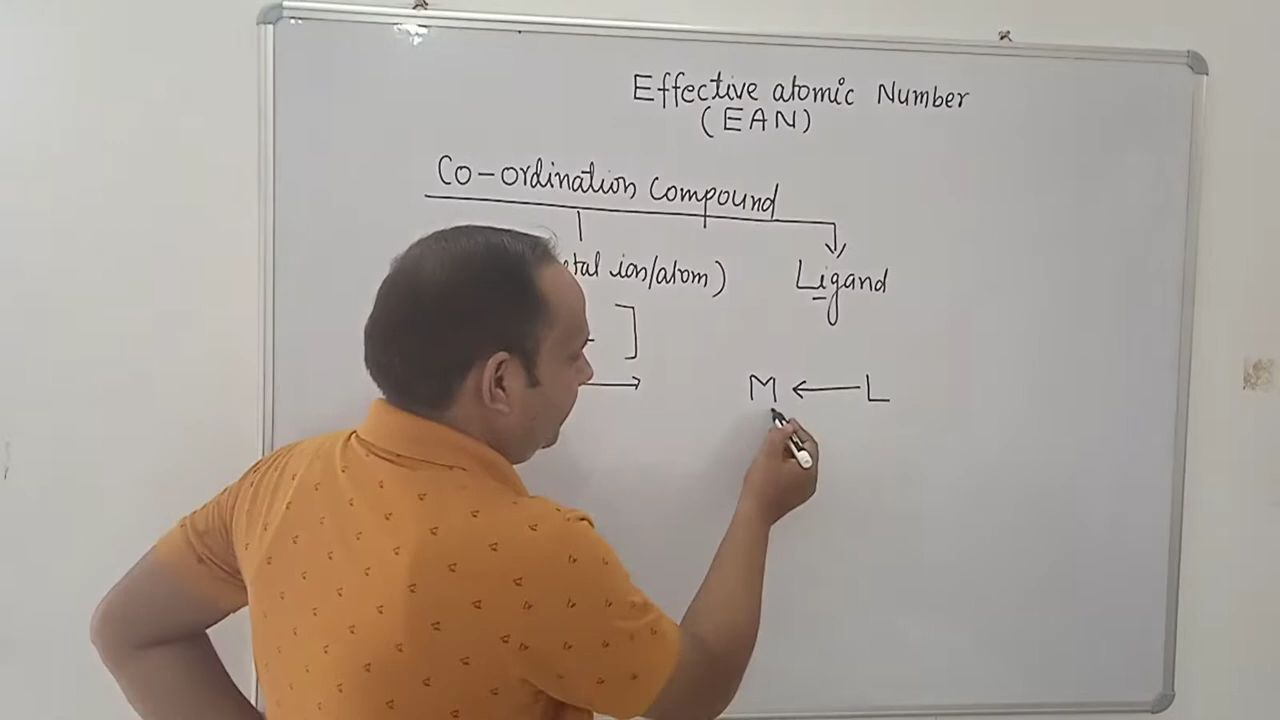 Effective atomic Number
(EAN)
Co-ordination Compound
ion/atom)
Ligand
]
M ← L